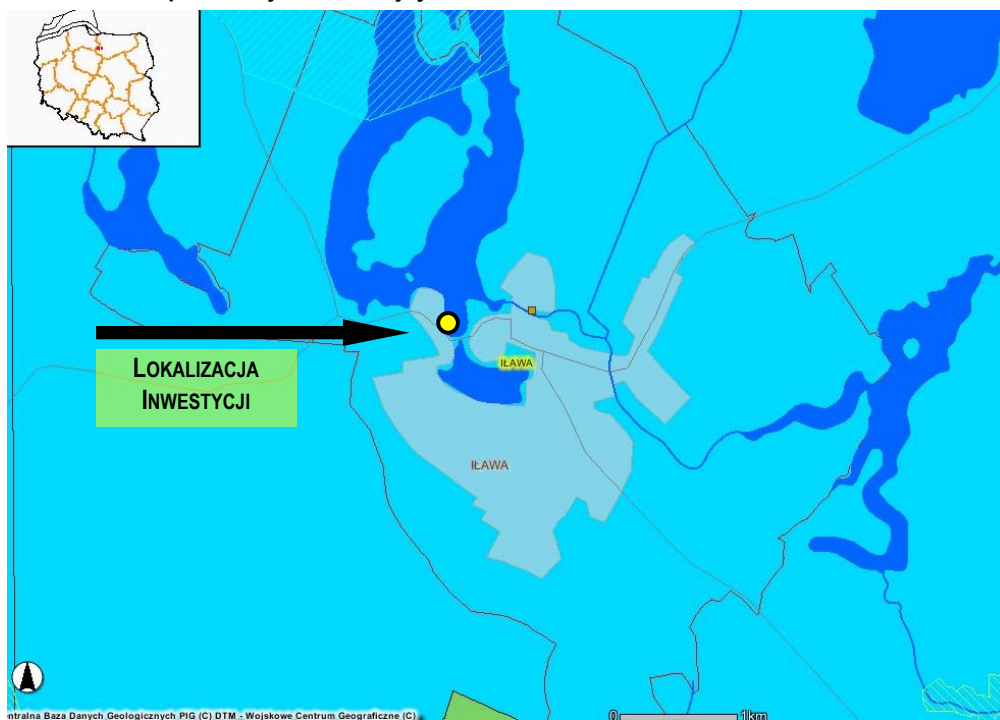 LOKALIZACJA
INWESTYCJI
IŁAWA
IŁAWA
ntralna Baza Danych Geologicznych PIG (C) DTM - Wojskowe Centrum Geograficzne (C)
0 1km